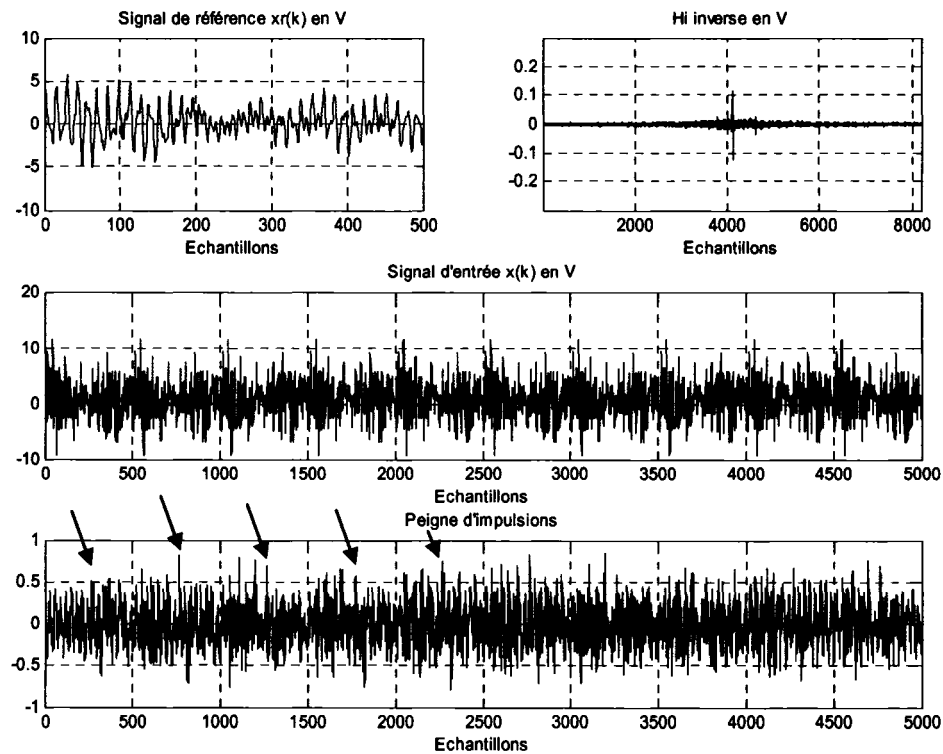 Signal de référence xr(k) en V
10
5
0
-5
-10
0 100 200 300 400 500
Echantillons
Hi inverse en V
0.2
0.1
0
-0.1
-0.2
2000 4000 6000 8000
Echantillons
Signal d'entrée x(k) en V
20
10
0
-10
0 500 1000 1500 2000 2500 3000 3500 4000 4500 5000
Echantillons
Peigne d'impulsions
1
0.5
0
-0.5
-1
0 500 1000 1500 2000 2500 3000 3500 4000 4500 5000
Echantillons